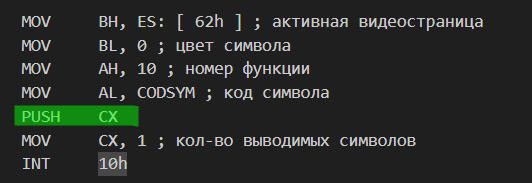 MOV BH, ES: [ 62h ] ; активная видеостраница
MOV BL, 0 ; цвет символа
MOV AH, 10 ; номер функции
MOV AL, CODSYM ; код символа
PUSH CX
MOV CX, 1 ; кол-во выводимых символов
INT 10h